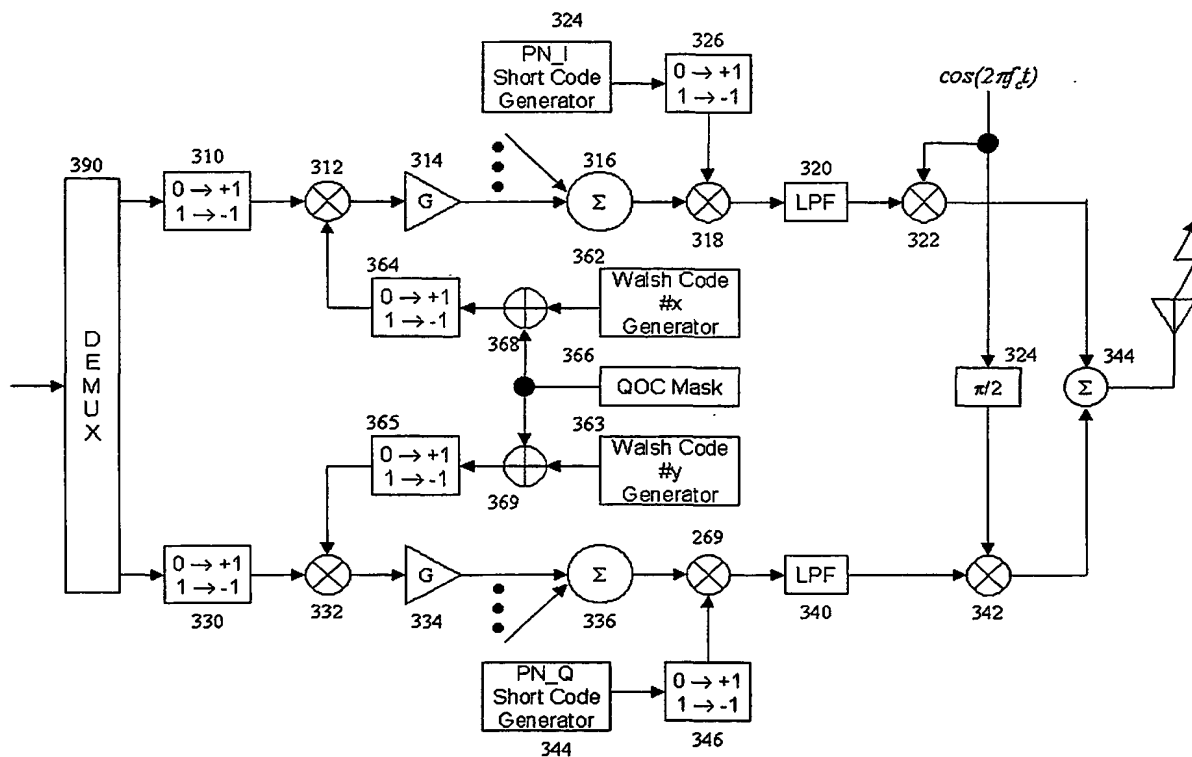 324
PN_I
Short Code
Generator
326
0 → +1
1 → -1
cos(2πf_c t)
390
310
0 → +1
1 → -1
312
314
G
316
Σ
318
320
LPF
322
DEMUX
364
0 → +1
1 → -1
368
362
Walsh Code
#x
Generator
366
QOC Mask
324
π/2
344
Σ
365
0 → +1
1 → -1
369
363
Walsh Code
#y
Generator
0 → +1
1 → -1
330
332
G
334
Σ
336
269
LPF
340
342
PN_Q
Short Code
Generator
344
0 → +1
1 → -1
346